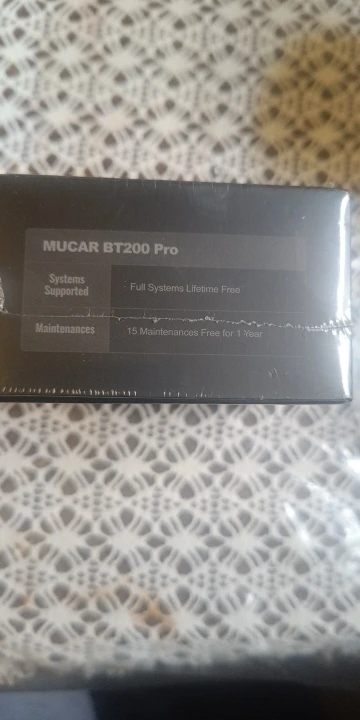 MUCAR BT200 Pro
Systems
Supported
Full Systems Lifetime Free
Maintenances
15 Maintenances Free for 1 Year